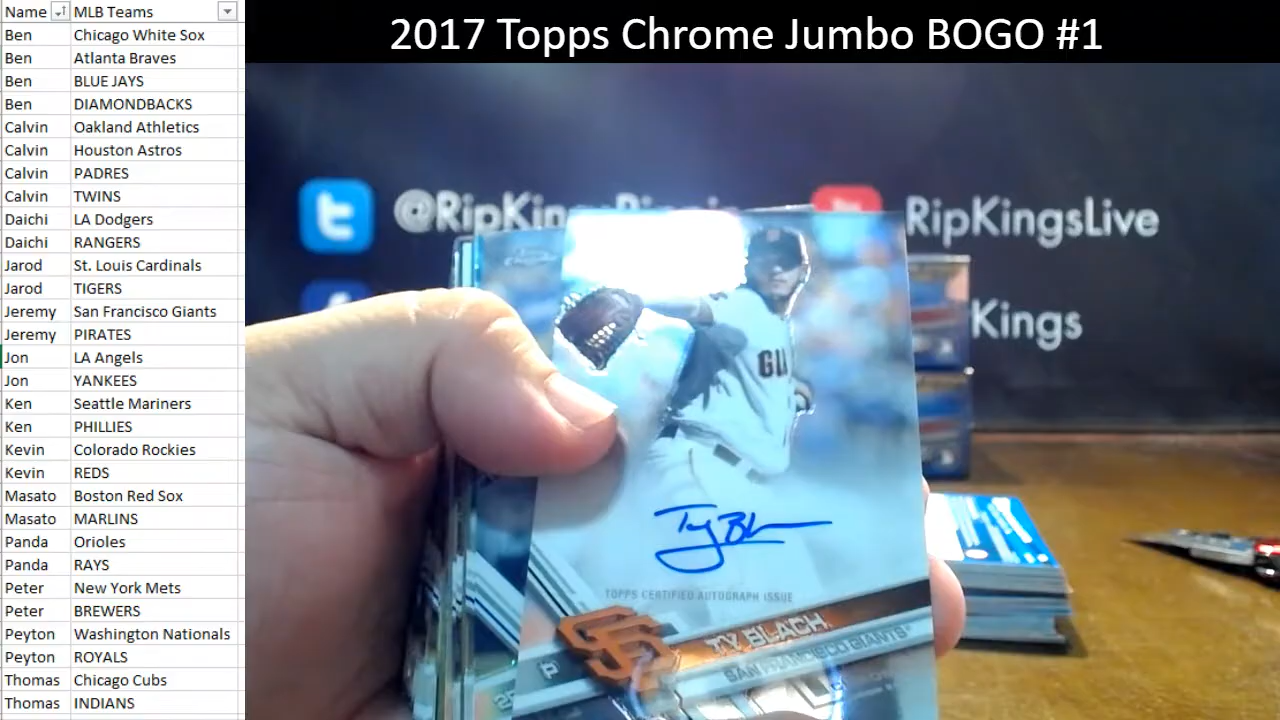 Name MLB Teams
Ben Chicago White Sox
Ben Atlanta Braves
Ben BLUE JAYS
Ben DIAMONDBACKS
Calvin Oakland Athletics
Calvin Houston Astros
Calvin PADRES
Calvin TWINS
Daichi LA Dodgers
Daichi RANGERS
Jarod St. Louis Cardinals
Jarod TIGERS
Jeremy San Francisco Giants
Jeremy PIRATES
Jon LA Angels
Jon YANKEES
Ken Seattle Mariners
Ken PHILLIES
Kevin Colorado Rockies
Kevin REDS
Masato Boston Red Sox
Masato MARLINS
Panda Orioles
Panda RAYS
Peter New York Mets
Peter BREWERS
Peyton Washington Nationals
Peyton ROYALS
Thomas Chicago Cubs
Thomas INDIANS
2017 Topps Chrome Jumbo BOGO #1
RipKingsLive
Kings
Ty Bl
TOPPS CERTIFIED AUTOGRAPH ISSUE
SF
TY BLACH
SAN FRANCISCO GIANTS